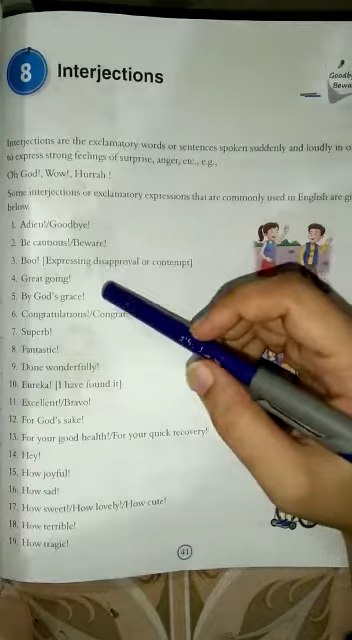 8
Interjections
Interjections are the exclamatory words or sentences spoken suddenly and loudly in
to express strong feelings of surprise, anger, etc., e.g.,
Oh God!, Wow!, Hurrah !
Some interjections or exclamatory expressions that are commonly used in English are
below.
1. Adieu!/Goodbye!
2. Be cautious!/Beware!
3. Boo! [Expressing disapproval or contempt]
4. Great going!
5. By God's grace!
6. Congratulations!/Congrat
7. Superb!
8. Fantastic!
9. Done wonderfully!
10. Eureka! [I have found it]
11. Excellent!/Bravo!
12. For God's sake!
13. For your good health!/For your quick recovery!
14. Hey!
15. How joyful!
16. How sad!
17. How sweet!/How lovely!/How cute!
18. How terrible!
19. How tragic!
41